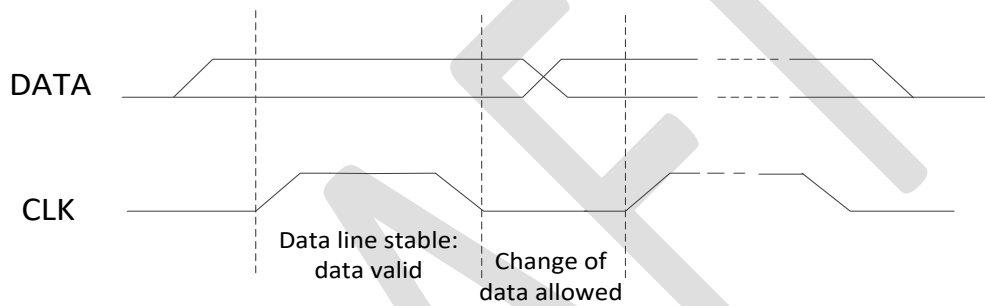 DATA
CLK
Data line stable:
data valid
Change of
data allowed